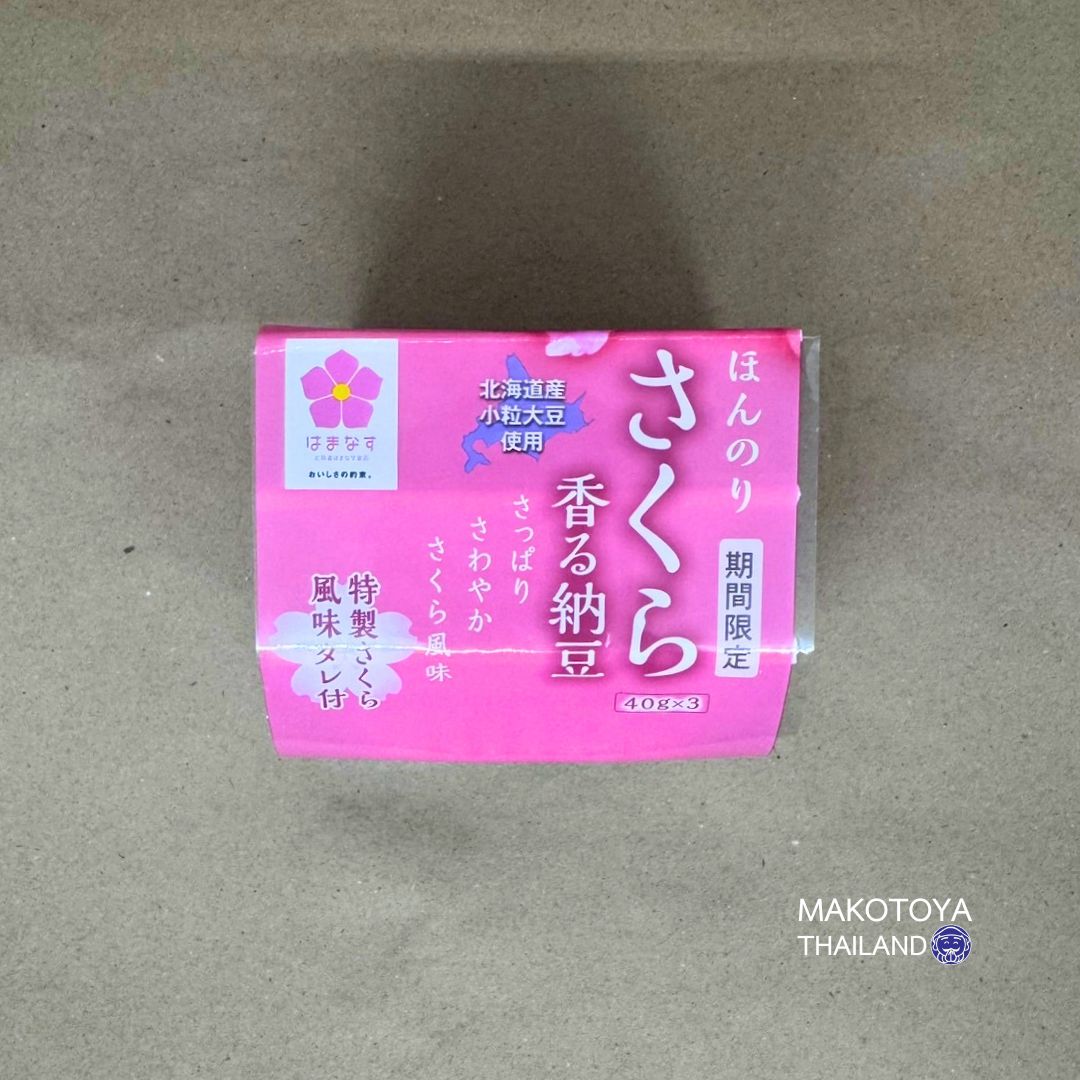 ほんのり
期間限定
さくら
香る納豆
40g×3
北海道産
小粒大豆
使用
さっぱり
さわやか
さくら風味
特製さくら
風味タレ付
はまなす
おいしさの約束。
MAKOTOYA
THAILAND